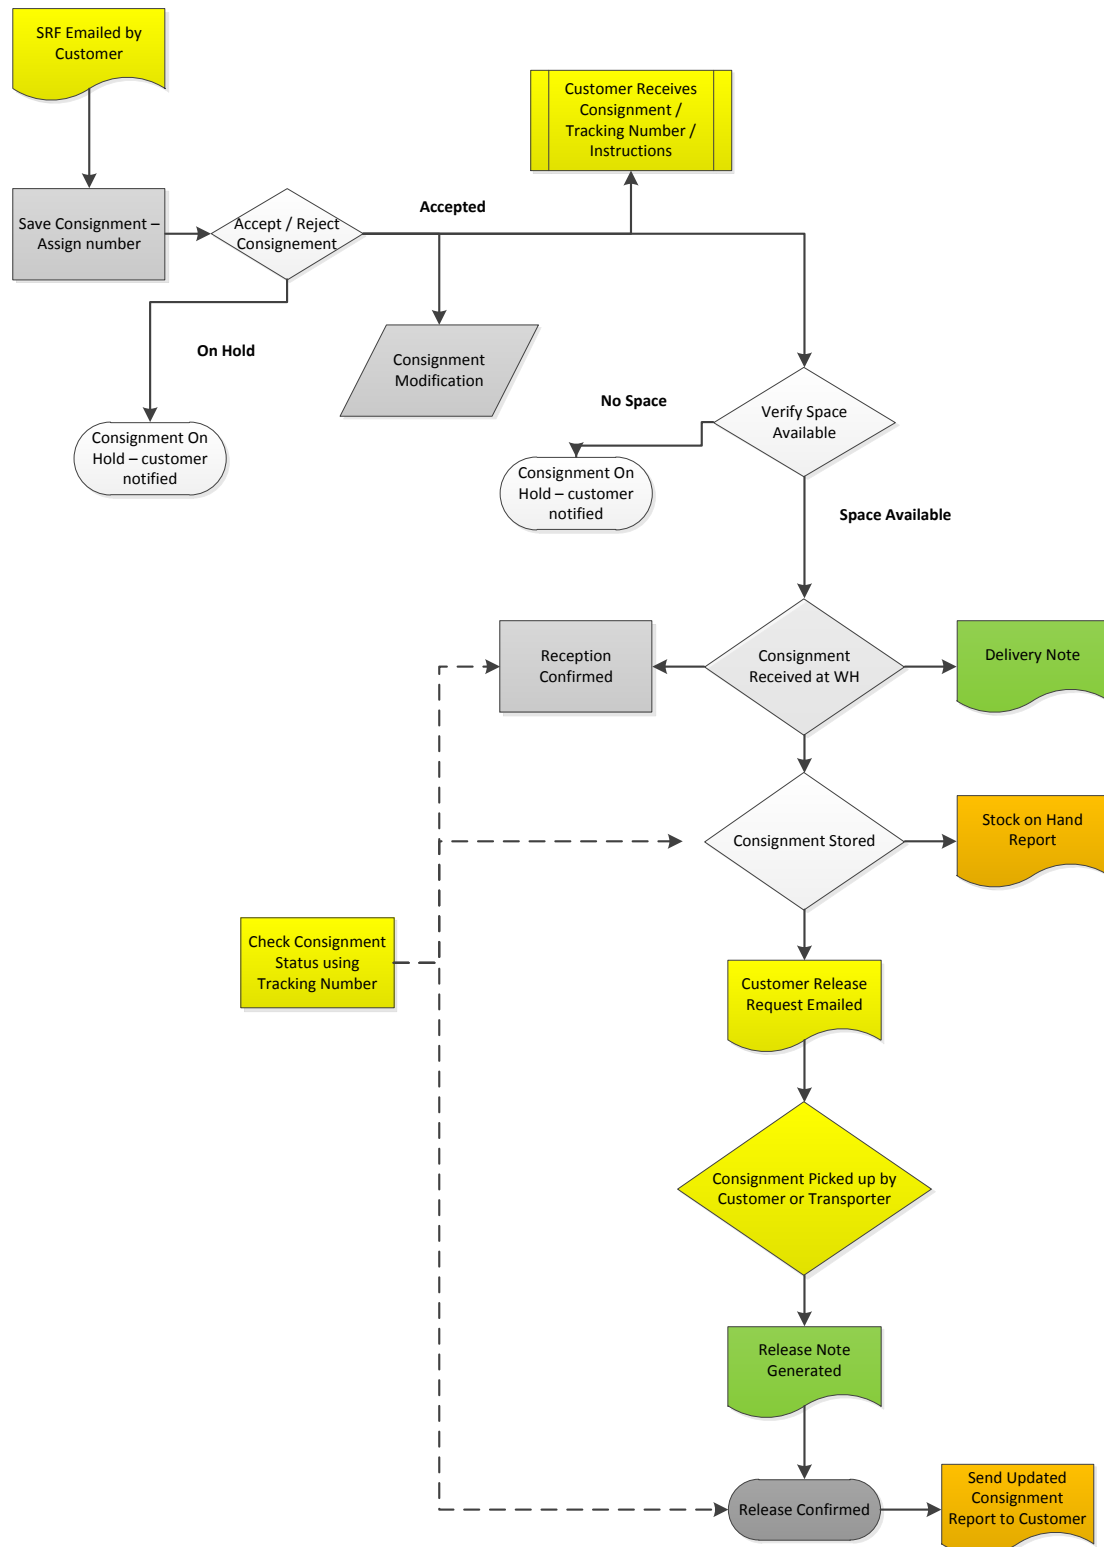 SRF Emailed by
Customer
Customer Receives
Consignment /
Tracking Number /
Instructions
Save Consignment –
Assign number
Accept / Reject
Consignement
Accepted
On Hold
Consignment
Modification
No Space
Verify Space
Available
Consignment On
Hold – customer
notified
Consignment On
Hold – customer
notified
Space Available
Reception
Confirmed
Consignment
Received at WH
Delivery Note
Consignment Stored
Stock on Hand
Report
Check Consignment
Status using
Tracking Number
Customer Release
Request Emailed
Consignment Picked up by
Customer or Transporter
Release Note
Generated
Release Confirmed
Send Updated
Consignment
Report to Customer